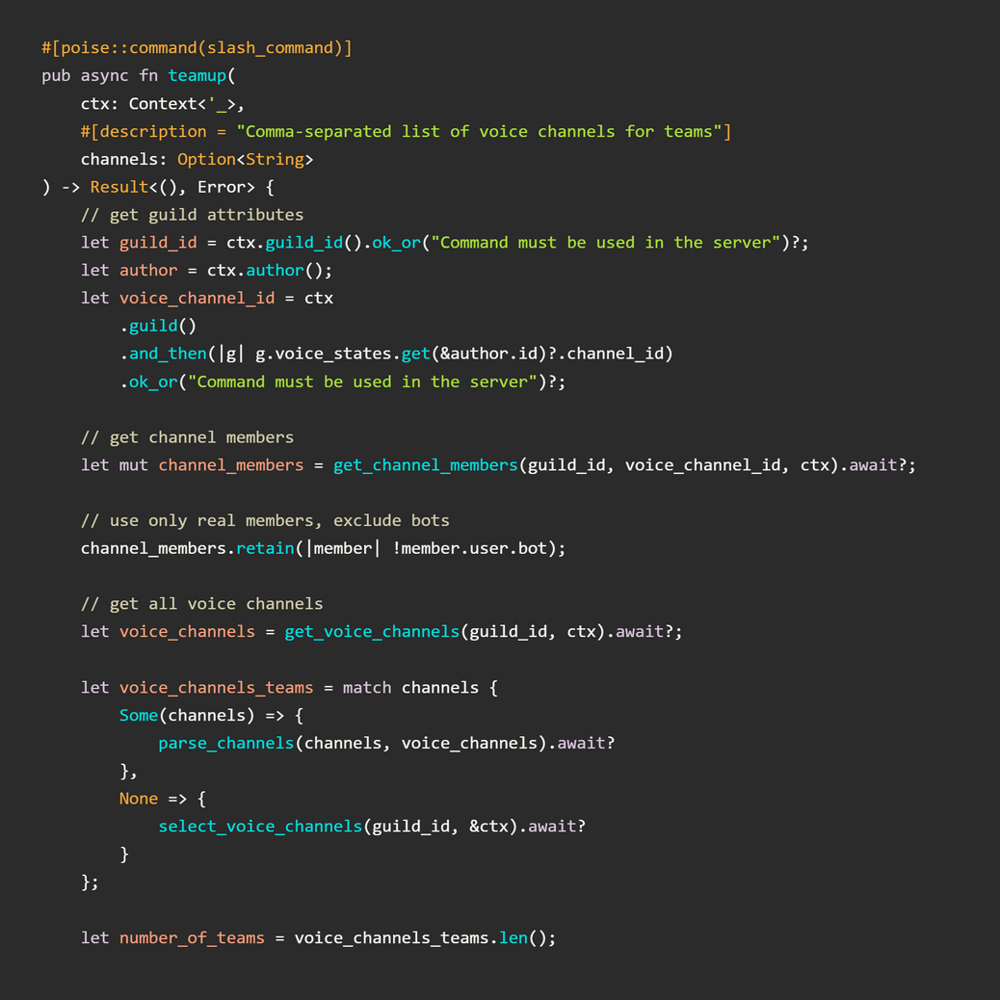 #[poise::command(slash_command)]
pub async fn teamup(
    ctx: Context<'_>,
    #[description = "Comma-separated list of voice channels for teams"]
    channels: Option<String>
) -> Result<(), Error> {
    // get guild attributes
    let guild_id = ctx.guild_id().ok_or("Command must be used in the server")?;
    let author = ctx.author();
    let voice_channel_id = ctx
        .guild()
        .and_then(|g| g.voice_states.get(&author.id)?.channel_id)
        .ok_or("Command must be used in the server")?;

    // get channel members
    let mut channel_members = get_channel_members(guild_id, voice_channel_id, ctx).await?;

    // use only real members, exclude bots
    channel_members.retain(|member| !member.user.bot);

    // get all voice channels
    let voice_channels = get_voice_channels(guild_id, ctx).await?;

    let voice_channels_teams = match channels {
        Some(channels) => {
            parse_channels(channels, voice_channels).await?
        },
        None => {
            select_voice_channels(guild_id, &ctx).await?
        }
    };

    let number_of_teams = voice_channels_teams.len();